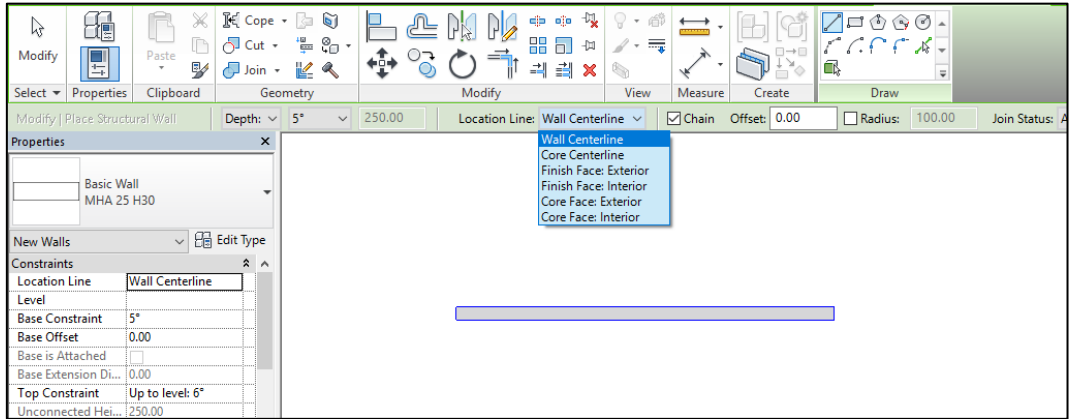 Cope
Modify
Paste
Cut
Join
Select Properties Clipboard Geometry Modify View Measure Create Draw
Modify | Place Structural Wall Depth: 5° 250.00 Location Line: Wall Centerline Chain Offset: 0.00 Radius: 100.00 Join Status: A
Wall Centerline
Core Centerline
Finish Face: Exterior
Finish Face: Interior
Core Face: Exterior
Core Face: Interior
Properties
Basic Wall
MHA 25 H30
New Walls Edit Type
Constraints
Location Line Wall Centerline
Level
Base Constraint 5°
Base Offset 0.00
Base is Attached
Base Extension Di... 0.00
Top Constraint Up to level: 6°
Unconnected Hei... 250.00